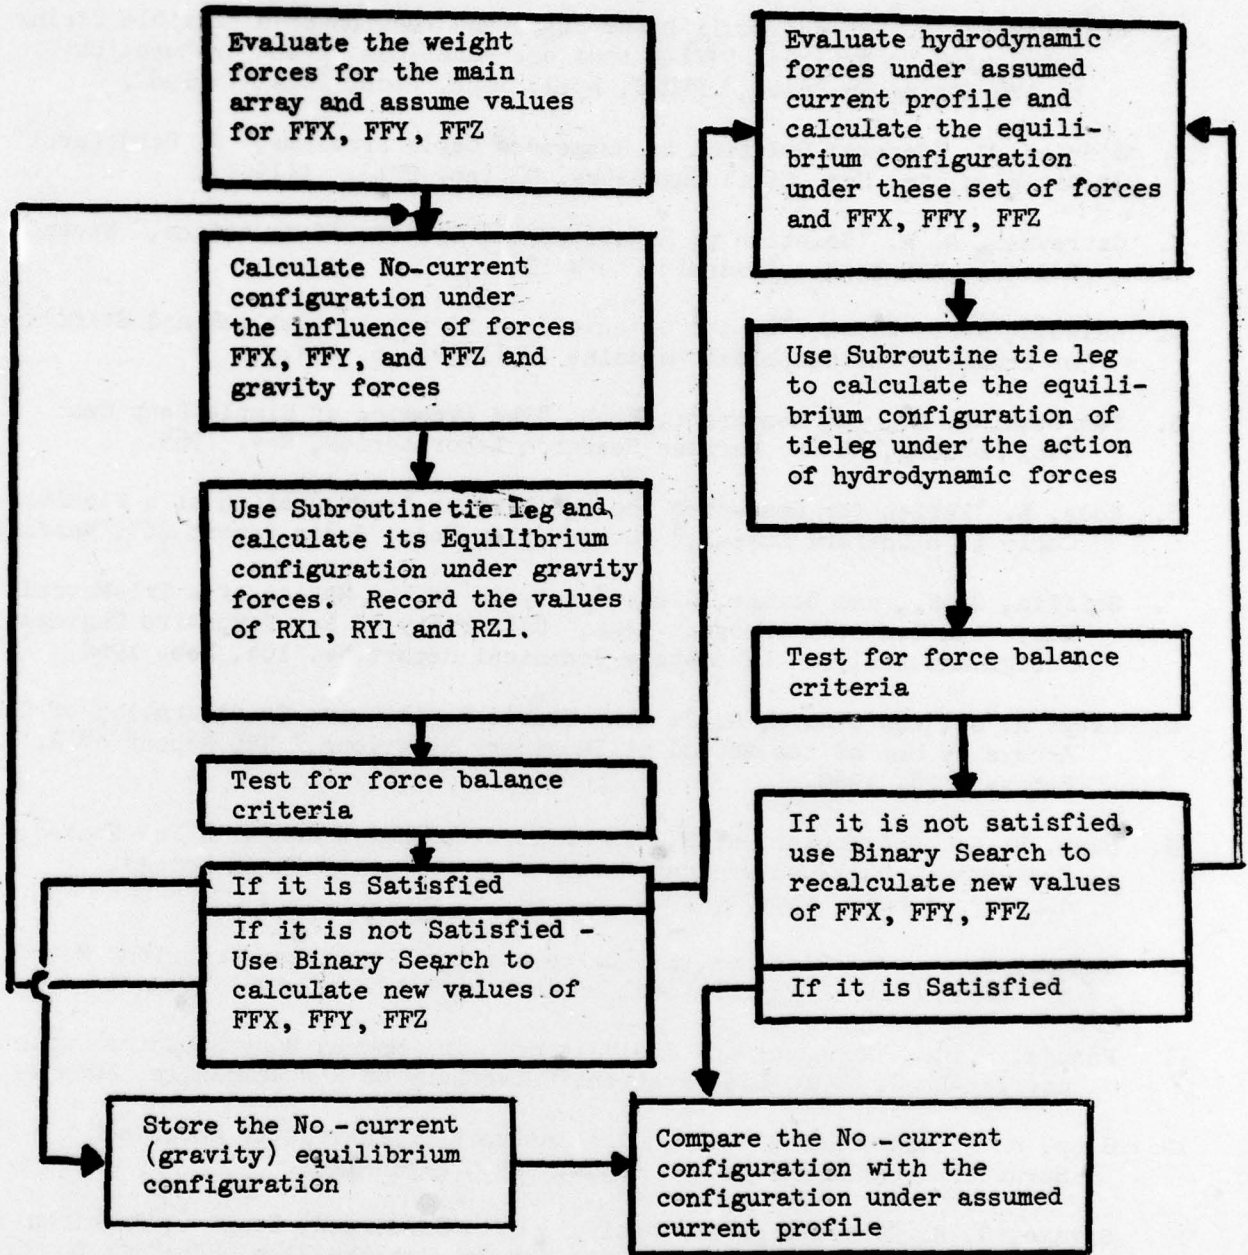 Evaluate the weight
forces for the main
array and assume values
for FFX, FFY, FFZ
Calculate No-current
configuration under
the influence of forces
FFX, FFY, and FFZ and
gravity forces
Use Subroutine tie leg and
calculate its Equilibrium
configuration under gravity
forces. Record the values
of RX1, RY1 and RZ1.
Test for force balance
criteria
If it is Satisfied
If it is not Satisfied -
Use Binary Search to
calculate new values of
FFX, FFY, FFZ
Store the No-current
(gravity) equilibrium
configuration
Evaluate hydrodynamic
forces under assumed
current profile and
calculate the equili-
brium configuration
under these set of forces
and FFX, FFY, FFZ
Use Subroutine tie leg
to calculate the equili-
brium configuration of
tieleg under the action
of hydrodynamic forces
Test for force balance
criteria
If it is not satisfied,
use Binary Search to
recalculate new values
of FFX, FFY, FFZ
If it is Satisfied
Compare the No-current
configuration with the
configuration under assumed
current profile